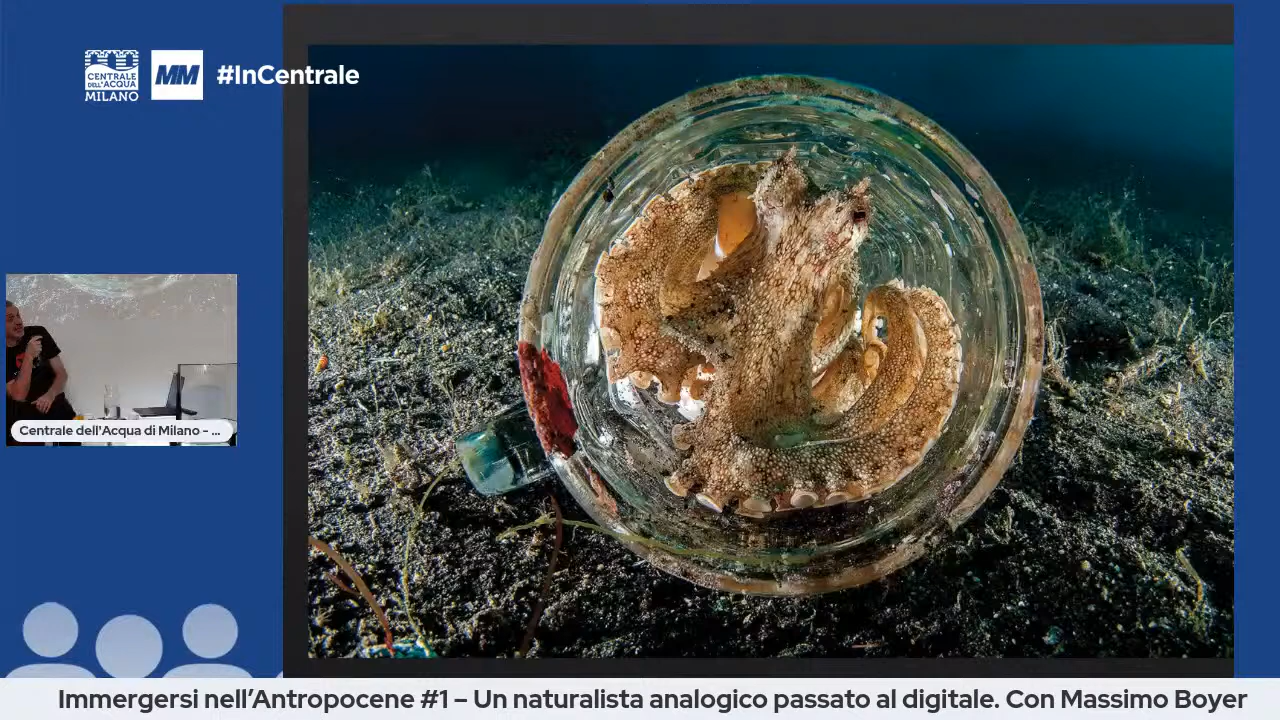 CENTRALE
DELL'ACQUA
MILANO
MM
#InCentrale
Centrale dell'Acqua di Milano - ...
Immergersi nell’Antropocene #1 – Un naturalista analogico passato al digitale. Con Massimo Boyer